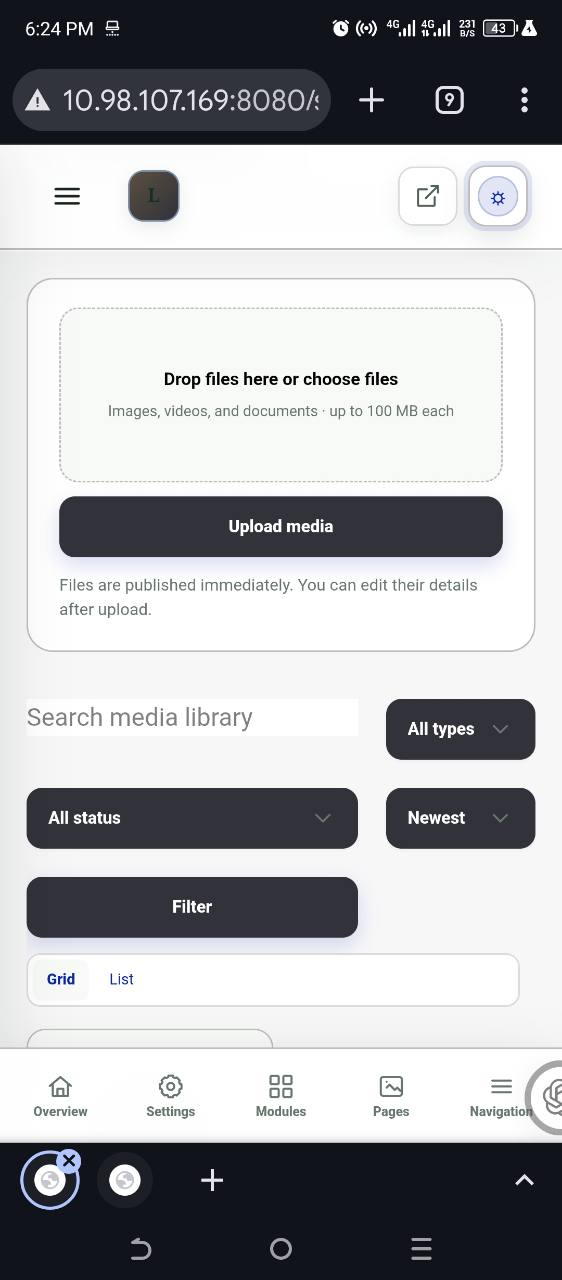 6:24 PM
4G 4G 231 B/S 43
10.98.107.169:8080/
9
L
Drop files here or choose files
Images, videos, and documents · up to 100 MB each
Upload media
Files are published immediately. You can edit their details
after upload.
Search media library
All types
All status
Newest
Filter
Grid List
Overview Settings Modules Pages Navigation